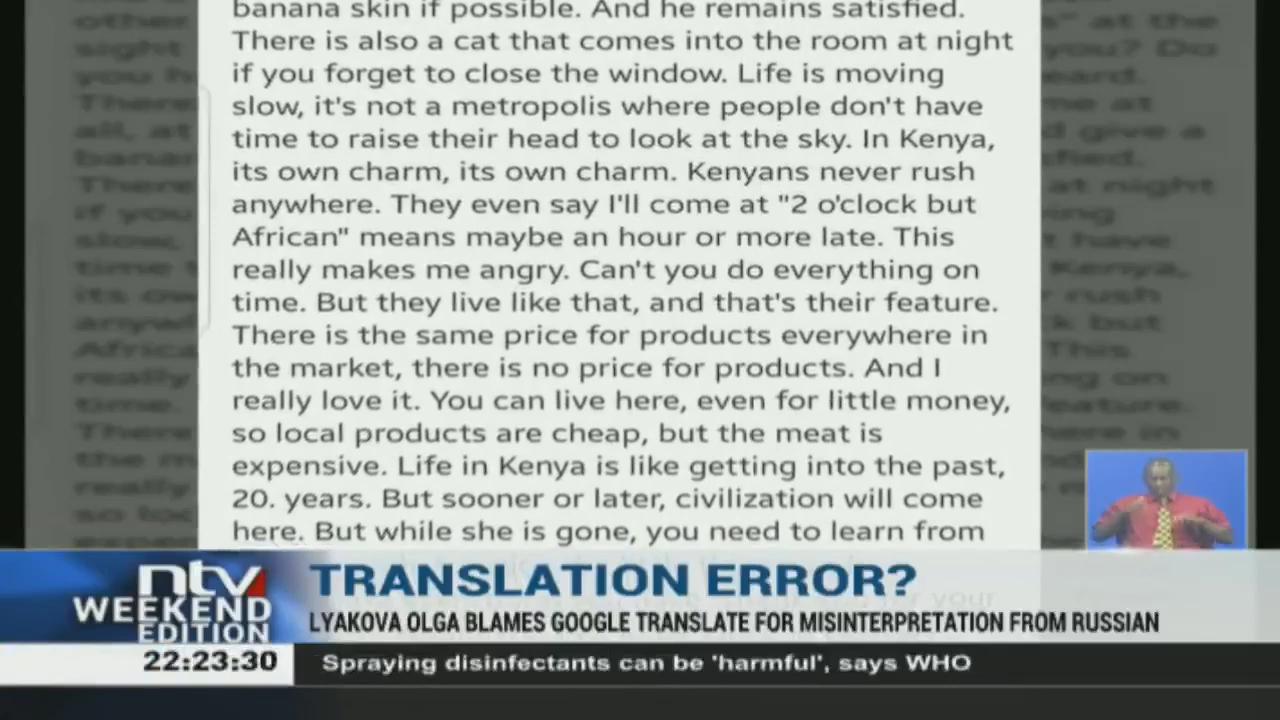 banana skin if possible. And he remains satisfied.
There is also a cat that comes into the room at night
if you forget to close the window. Life is moving
slow, it's not a metropolis where people don't have
time to raise their head to look at the sky. In Kenya,
its own charm, its own charm. Kenyans never rush
anywhere. They even say I'll come at "2 o'clock but
African" means maybe an hour or more late. This
really makes me angry. Can't you do everything on
time. But they live like that, and that's their feature.
There is the same price for products everywhere in
the market, there is no price for products. And I
really love it. You can live here, even for little money,
so local products are cheap, but the meat is
expensive. Life in Kenya is like getting into the past,
20. years. But sooner or later, civilization will come
here. But while she is gone, you need to learn from
ntv
WEEKEND
EDITION
TRANSLATION ERROR?
LYAKOVA OLGA BLAMES GOOGLE TRANSLATE FOR MISINTERPRETATION FROM RUSSIAN
22:23:30
Spraying disinfectants can be 'harmful', says WHO